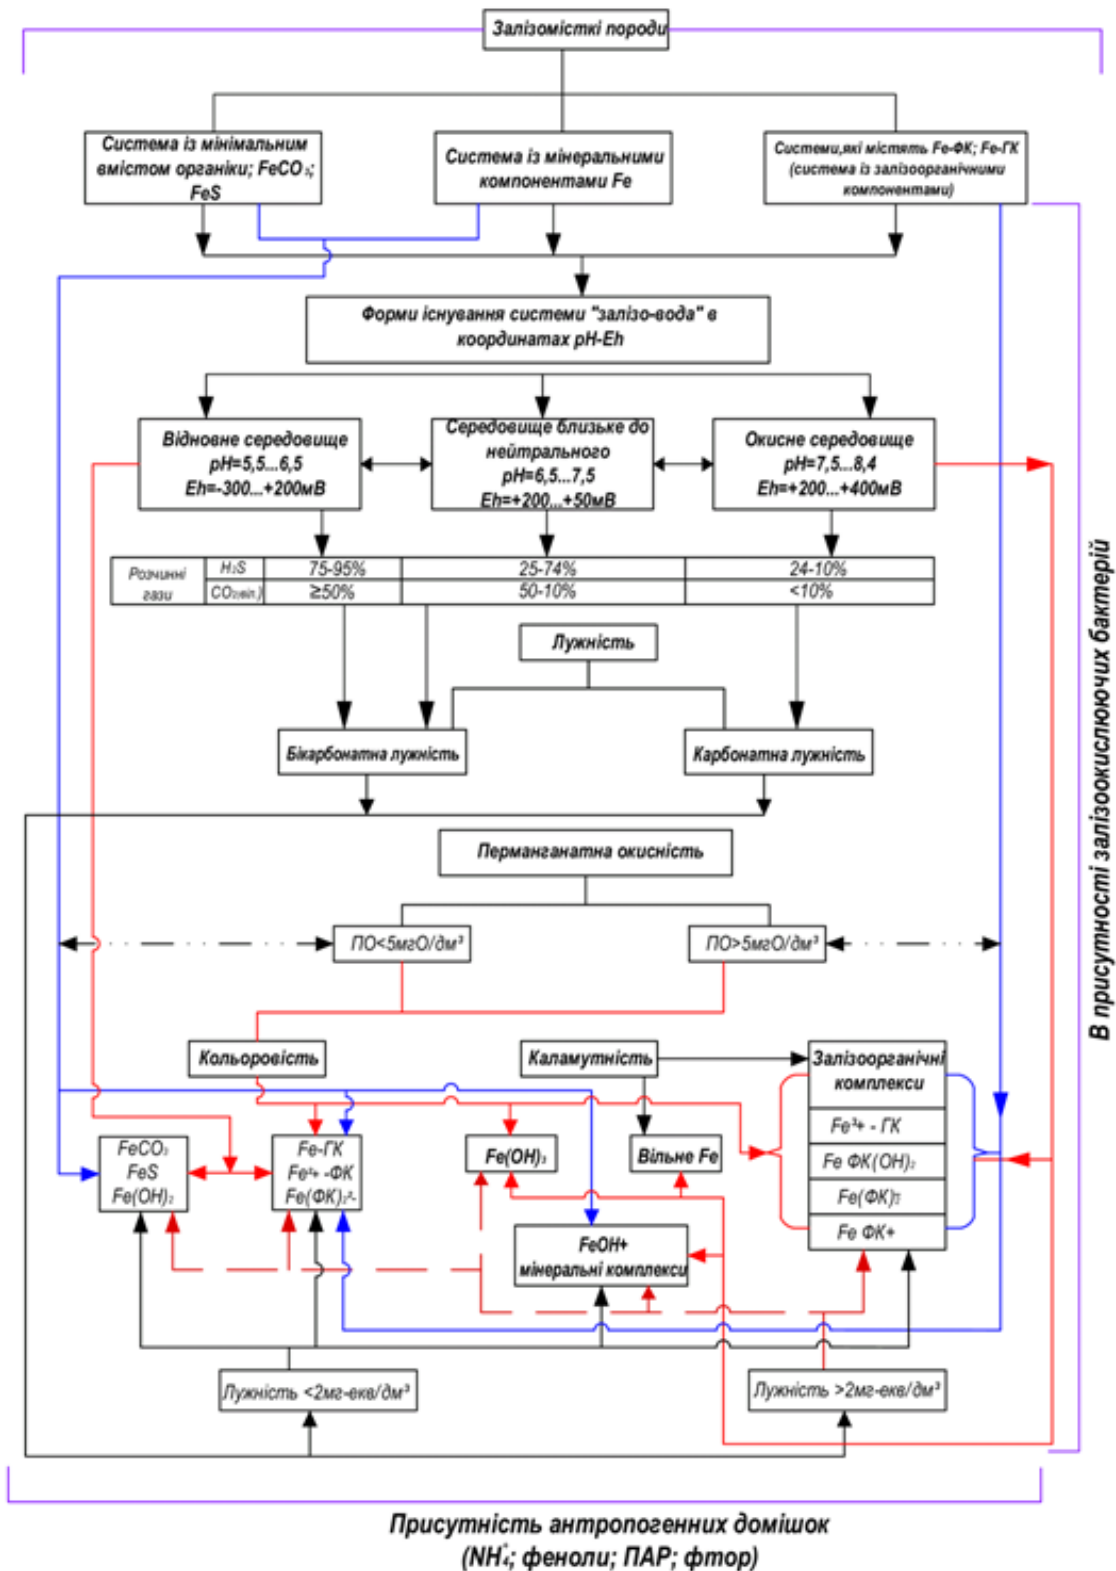 Залізомісткі породи
Система із мінімальним
вмістом органіки; FeCO₃;
FeS
Система із мінеральними
компонентами Fe
Системи,які містять Fe-ФК; Fe-ГК
(система із залізоорганічними
компонентами)
Форми існування системи "залізо-вода" в
координатах pH-Eh
Відновне середовище
pH=5,5...6,5
Eh=-300...+200мВ
Середовище близьке до
нейтрального
pH=6,5...7,5
Eh=+200...+50мВ
Окисне середовище
pH=7,5...8,4
Eh=+200...+400мВ
Розчинні
гази
H₂S 75-95% 25-74% 24-10%
CO₂(віл.) ≥50% 50-10% <10%
Лужність
Бікарбонатна лужність
Карбонатна лужність
Перманганатна окисність
ПО<5мгО/дм³
ПО>5мгО/дм³
Кольоровість
Каламутність
Залізоорганічні
комплекси
Fe³+ - ГК
Fe ФК(OH)₂
Fe(ФК)₂⁻
Fe ФК+
FeCO₃
FeS
Fe(OH)₂
Fe-ГК
Fe²+ -ФК
Fe(ФК)₂²-
Fe(OH)₃
Вільне Fe
FeOH+
мінеральні комплекси
Лужність <2мг-екв/дм³
Лужність >2мг-екв/дм³
В присутності залізоокислюючих бактерій
Присутність антропогенних домішок
(NH₄⁺; феноли; ПАР; фтор)